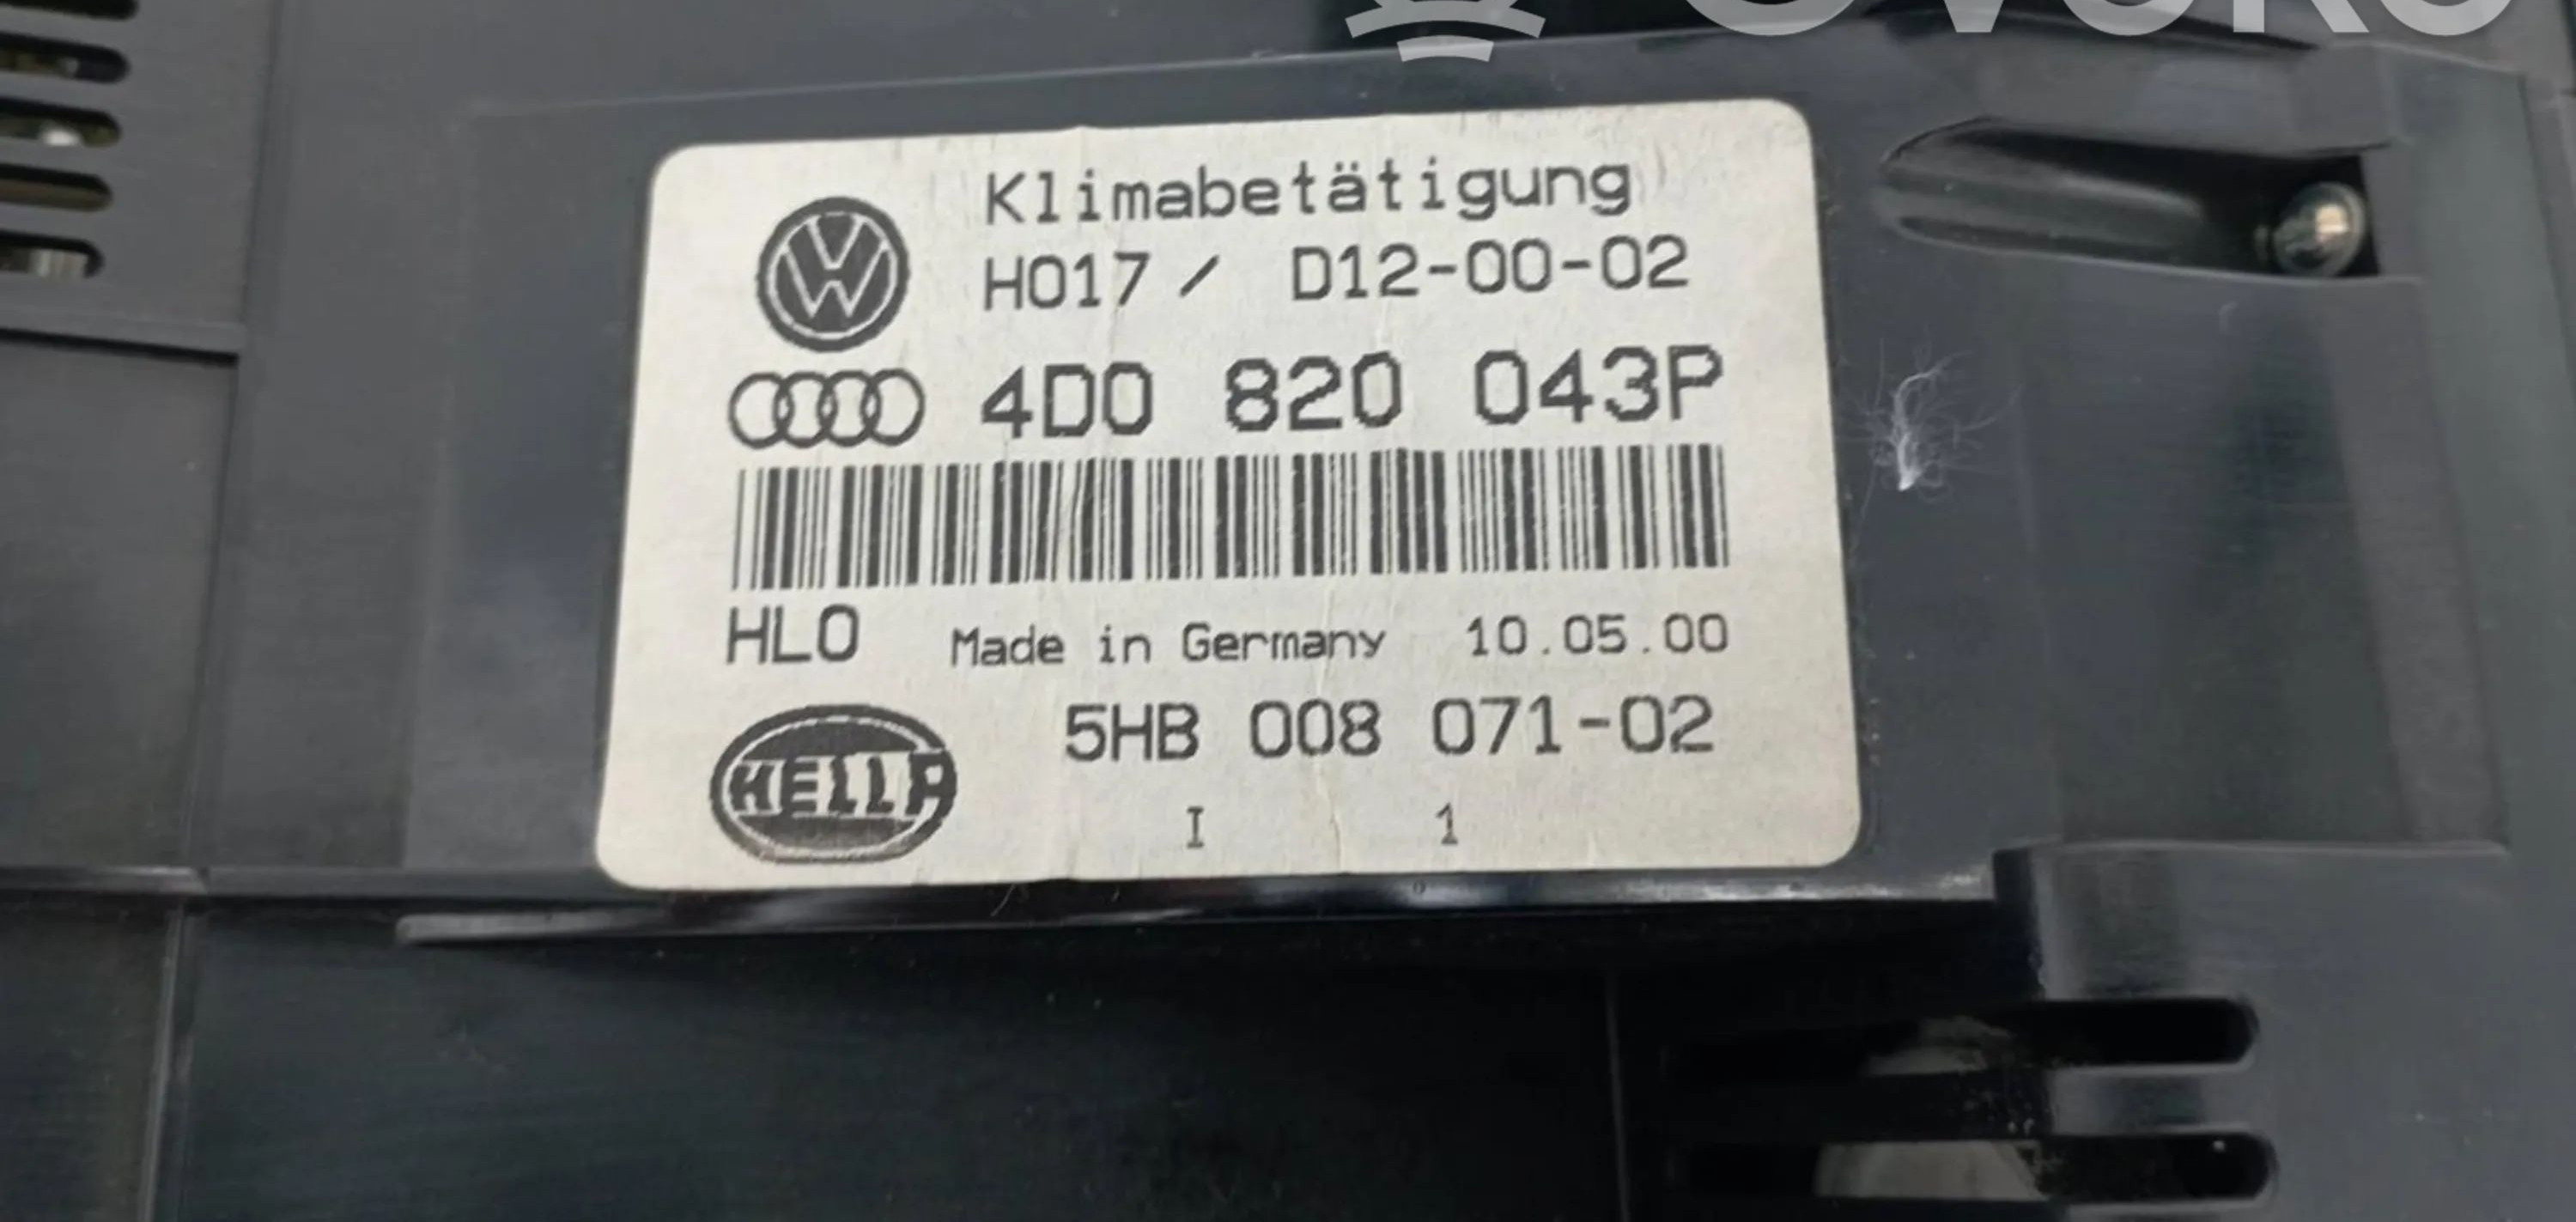 Klimabetätigung
H017 / D12-00-02
4D0 820 043P
HLO Made in Germany 10.05.00
HELLA 5HB 008 071-02
I 1